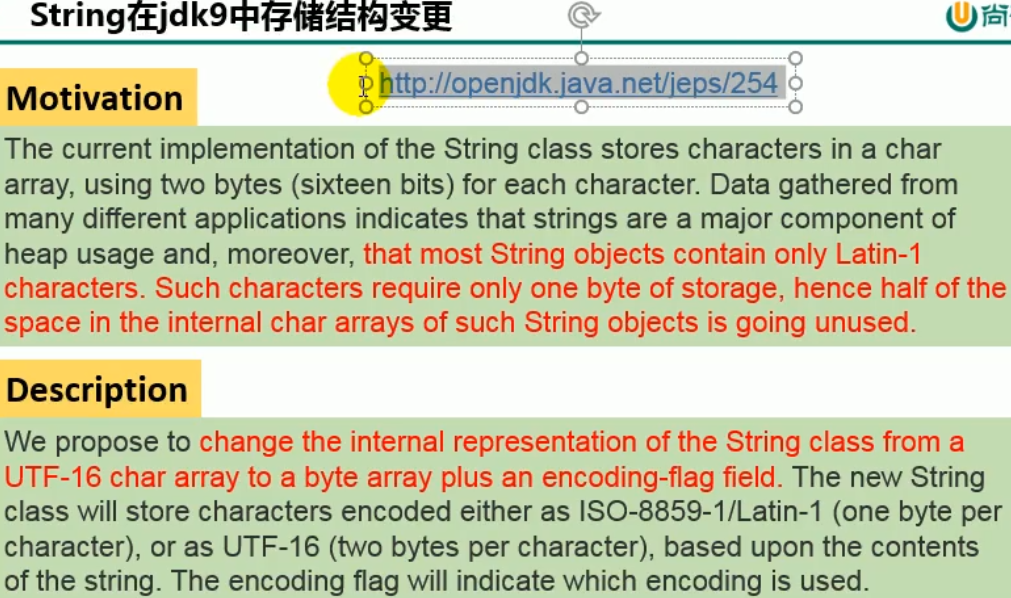 String在jdk9中存储结构变更
尚
http://openjdk.java.net/jeps/254
Motivation
The current implementation of the String class stores characters in a char
array, using two bytes (sixteen bits) for each character. Data gathered from
many different applications indicates that strings are a major component of
heap usage and, moreover, that most String objects contain only Latin-1
characters. Such characters require only one byte of storage, hence half of the
space in the internal char arrays of such String objects is going unused.
Description
We propose to change the internal representation of the String class from a
UTF-16 char array to a byte array plus an encoding-flag field. The new String
class will store characters encoded either as ISO-8859-1/Latin-1 (one byte per
character), or as UTF-16 (two bytes per character), based upon the contents
of the string. The encoding flag will indicate which encoding is used.